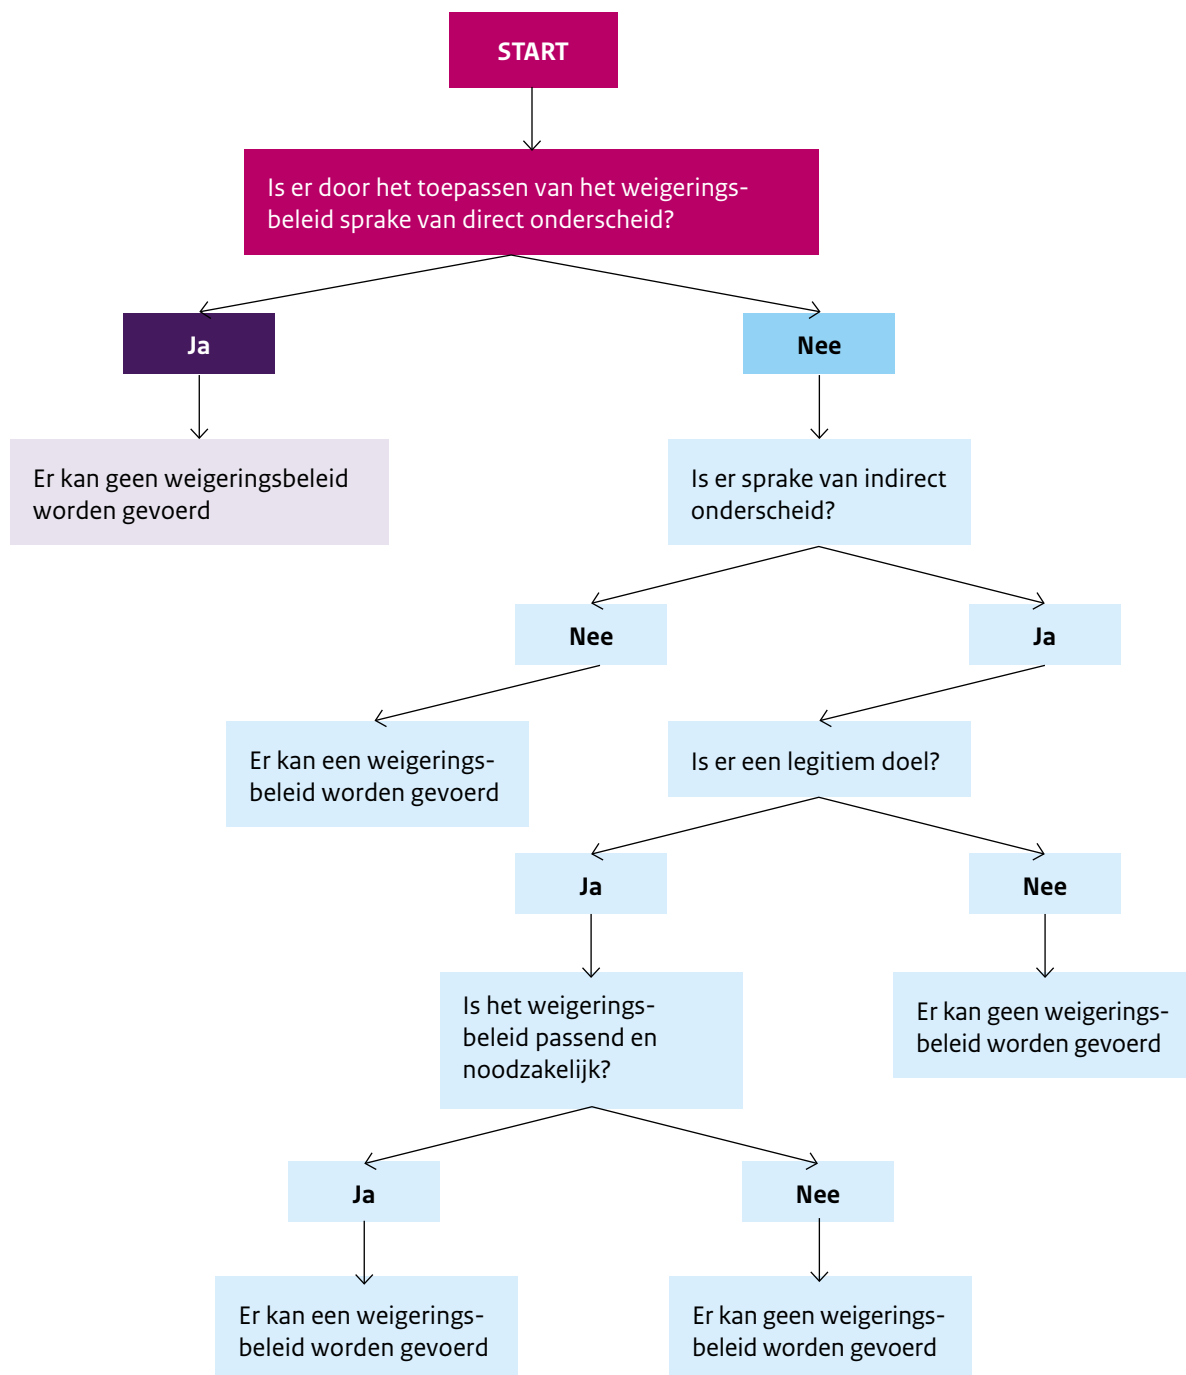 START
Is er door het toepassen van het weigerings-
beleid sprake van direct onderscheid?
Ja
Nee
Er kan geen weigeringsbeleid
worden gevoerd
Is er sprake van indirect
onderscheid?
Nee
Ja
Er kan een weigerings-
beleid worden gevoerd
Is er een legitiem doel?
Ja
Nee
Is het weigerings-
beleid passend en
noodzakelijk?
Er kan geen weigerings-
beleid worden gevoerd
Ja
Nee
Er kan een weigerings-
beleid worden gevoerd
Er kan geen weigerings-
beleid worden gevoerd